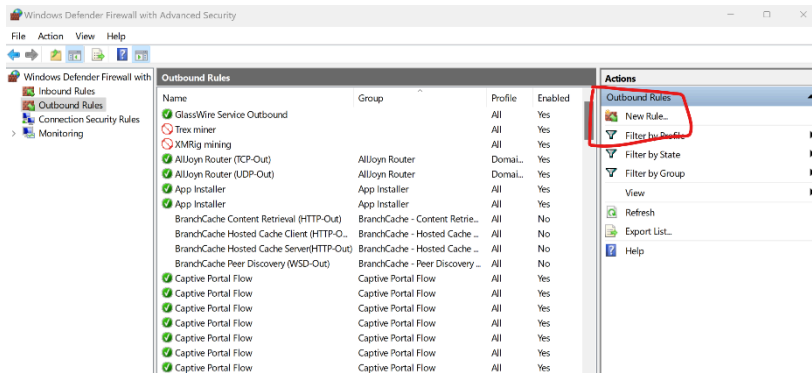 Windows Defender Firewall with Advanced Security
File Action View Help
Windows Defender Firewall with
Inbound Rules
Outbound Rules
Connection Security Rules
Monitoring
Outbound Rules
Name Group Profile Enabled
GlassWire Service Outbound All Yes
Trex miner All Yes
XMRig mining All Yes
AllJoyn Router (TCP-Out) AllJoyn Router Domai... Yes
AllJoyn Router (UDP-Out) AllJoyn Router Domai... Yes
App Installer App Installer All Yes
App Installer App Installer All Yes
BranchCache Content Retrieval (HTTP-Out) BranchCache - Content Retrie... All No
BranchCache Hosted Cache Client (HTTP-O... BranchCache - Hosted Cache ... All No
BranchCache Hosted Cache Server(HTTP-Out) BranchCache - Hosted Cache ... All No
BranchCache Peer Discovery (WSD-Out) BranchCache - Peer Discovery ... All No
Captive Portal Flow Captive Portal Flow All Yes
Captive Portal Flow Captive Portal Flow All Yes
Captive Portal Flow Captive Portal Flow All Yes
Captive Portal Flow Captive Portal Flow All Yes
Captive Portal Flow Captive Portal Flow All Yes
Captive Portal Flow Captive Portal Flow All Yes
Captive Portal Flow Captive Portal Flow All Yes
Actions
Outbound Rules
New Rule...
Filter by Profile
Filter by State
Filter by Group
View
Refresh
Export List...
Help